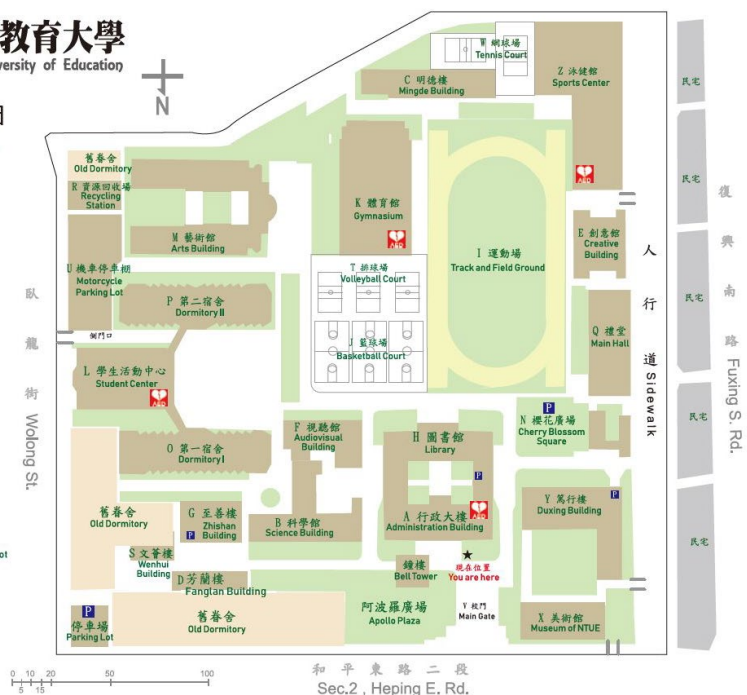 教育大學
versity of Education
N
W 網球場
Tennis Court
C 明德樓
Mingde Building
Z 泳健館
Sports Center
AED
民宅
舊眷舍
Old Dormitory
R 資源回收場
Recycling
Station
K 體育館
Gymnasium
AED
民宅
M 藝術館
Arts Building
I 運動場
Track and Field Ground
E 創意館
Creative
Building
U 機車停車棚
Motorcycle
Parking Lot
T 排球場
Volleyball Court
P 第二宿舍
Dormitory II
民宅
側門口
J 籃球場
Basketball Court
Q 禮堂
Main Hall
人行道 Sidewalk
復興南路 Fuxing S. Rd.
臥龍街 Wolong St.
L 學生活動中心
Student Center
AED
民宅
P
N 櫻花廣場
Cherry Blossom
Square
F 視聽館
Audiovisual
Building
H 圖書館
Library
O 第一宿舍
Dormitory I
P
舊眷舍
Old Dormitory
G 至善樓
Zhishan
Building
P
B 科學館
Science Building
A 行政大樓
Administration Building
AED
Y 篤行樓
Duxing Building
P
民宅
S 文薈樓
Wenhui
Building
D 芳蘭樓
Fanglan Building
鐘樓
Bell Tower
現在位置
You are here
P
停車場
Parking Lot
舊眷舍
Old Dormitory
阿波羅廣場
Apollo Plaza
V 校門
Main Gate
X 美術館
Museum of NTUE
0 10 20 50 100
5 15
和平東路二段
Sec.2 , Heping E. Rd.